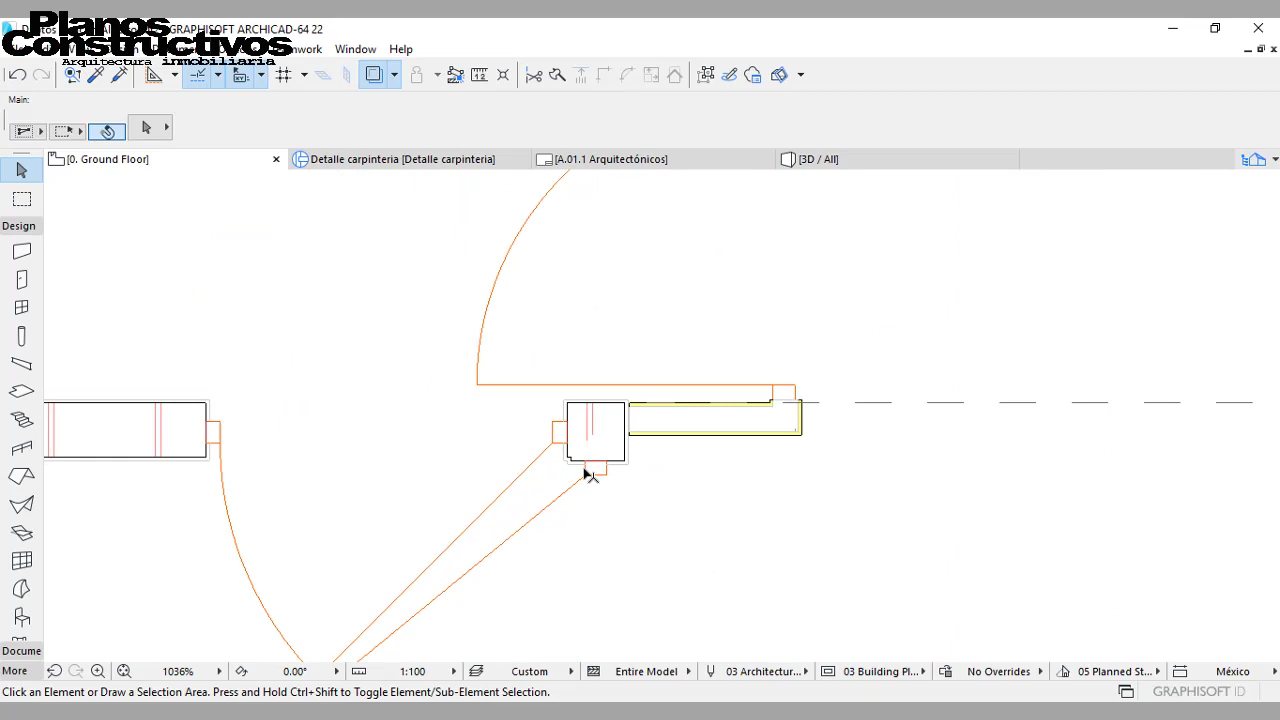 Planos
Constructivos
Arquitectura inmobiliaria
GRAPHISOFT ARCHICAD-64 22
Window Help
Main:
[0. Ground Floor]
Detalle carpinteria [Detalle carpinteria]
[A.01.1 Arquitectónicos]
[3D / All]
Design
Docume
More
1036%
0.00°
1:100
Custom
Entire Model
03 Architectur...
03 Building Pl...
No Overrides
05 Planned St...
México
Click an Element or Draw a Selection Area. Press and Hold Ctrl+Shift to Toggle Element/Sub-Element Selection.
GRAPHISOFT ID